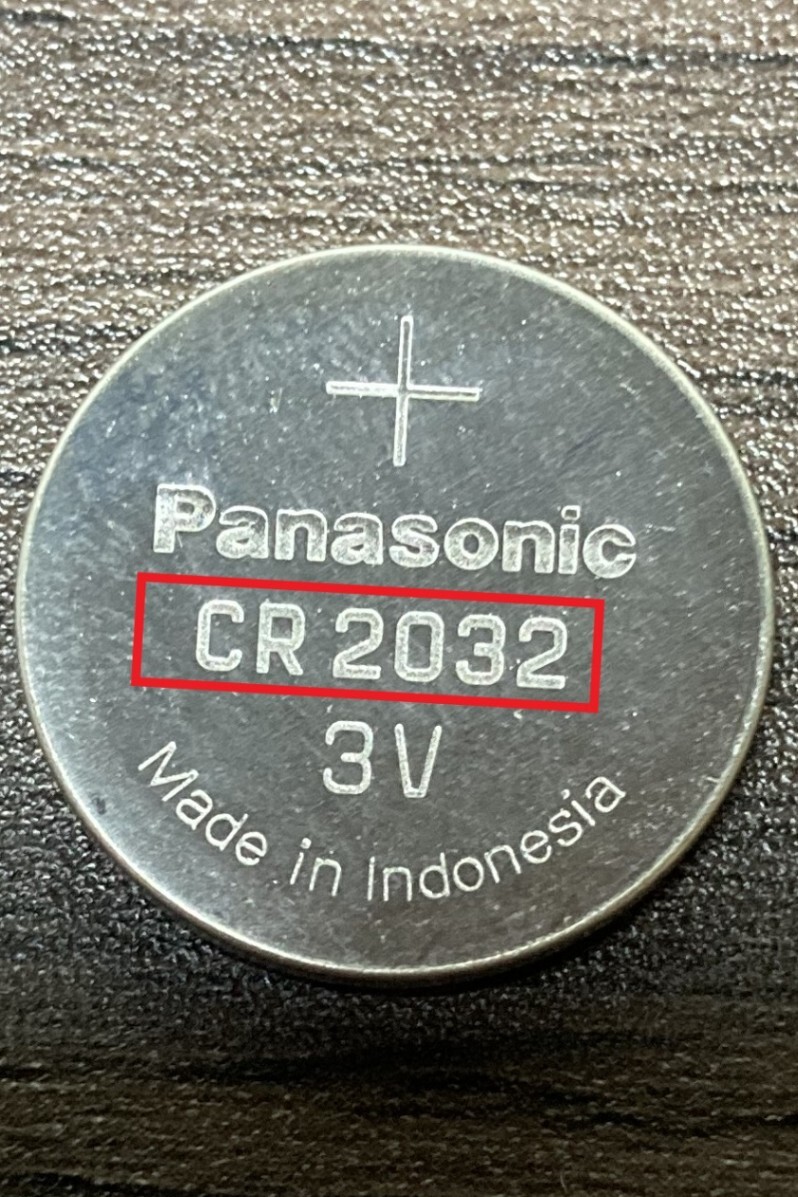 +
Panasonic
CR 2032
3V
Made in Indonesia